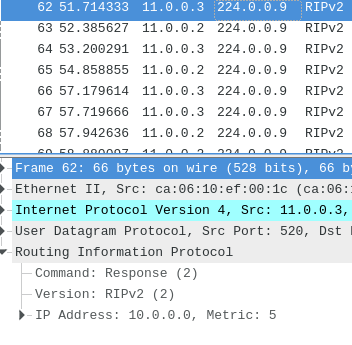 62 51.714333 11.0.0.3 224.0.0.9 RIPv2
63 52.385627 11.0.0.2 224.0.0.9 RIPv2
64 53.200291 11.0.0.3 224.0.0.9 RIPv2
65 54.858855 11.0.0.2 224.0.0.9 RIPv2
66 57.179614 11.0.0.3 224.0.0.9 RIPv2
67 57.719666 11.0.0.3 224.0.0.9 RIPv2
68 57.942636 11.0.0.2 224.0.0.9 RIPv2
Frame 62: 66 bytes on wire (528 bits), 66 by
Ethernet II, Src: ca:06:10:ef:00:1c (ca:06:
Internet Protocol Version 4, Src: 11.0.0.3,
User Datagram Protocol, Src Port: 520, Dst
Routing Information Protocol
Command: Response (2)
Version: RIPv2 (2)
IP Address: 10.0.0.0, Metric: 5